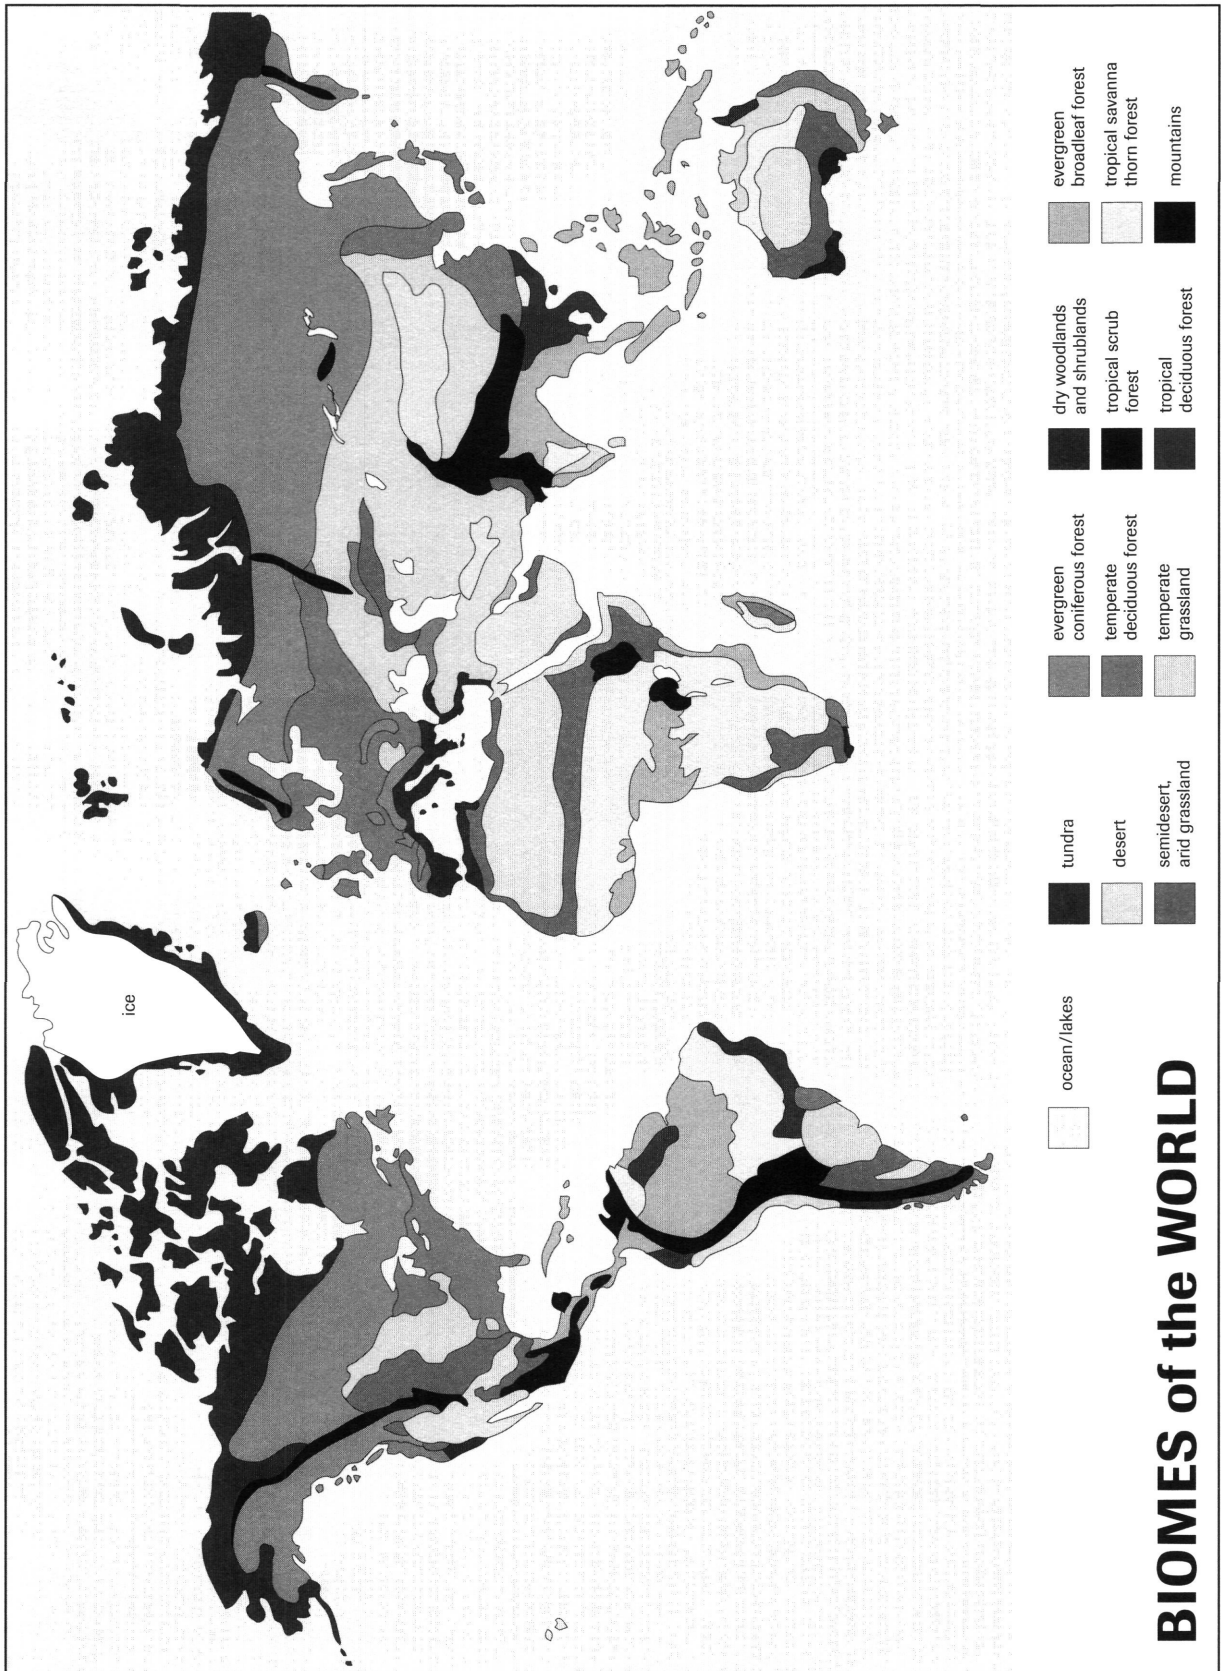 ice
ocean/lakes
tundra
desert
semidesert,
arid grassland
evergreen
coniferous forest
temperate
deciduous forest
temperate
grassland
dry woodlands
and shrublands
tropical scrub
forest
tropical
deciduous forest
evergreen
broadleaf forest
tropical savanna
thorn forest
mountains
BIOMES of the WORLD